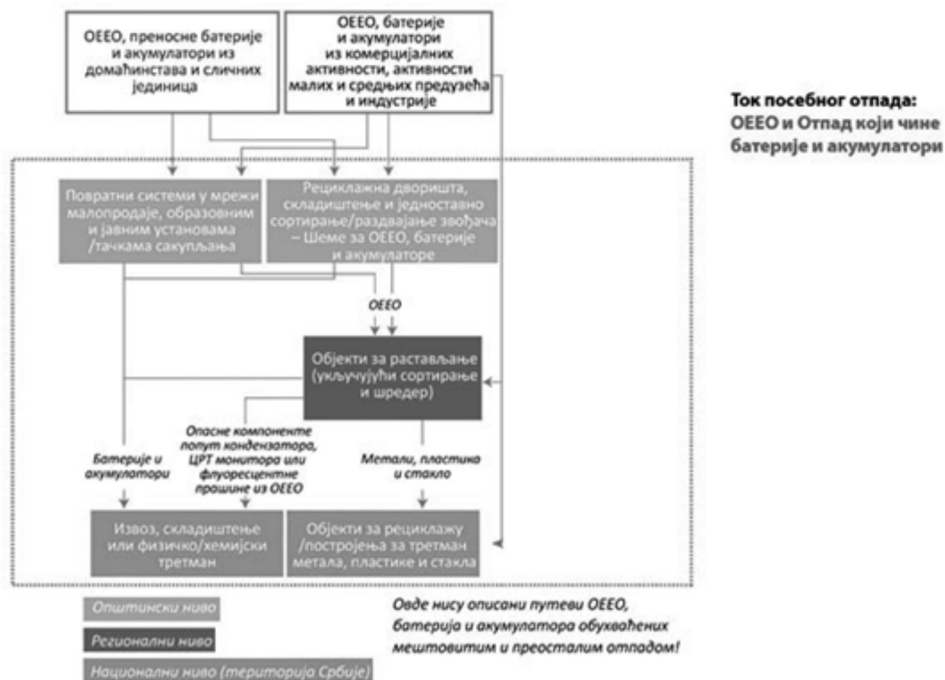 ОЕЕО, преносне батерије
и акумулатори из
домаћинстава и сличних
јединица
ОЕЕО, батерије
и акумулатори
из комерцијалних
активности, активности
малих и средњих предузећа
и индустрије
Ток посебног отпада:
ОЕЕО и Отпад који чине
батерије и акумулатори
Повратни системи у мрежи
малопродаје, образовним
и јавним установама
/тачкама сакупљања
Рециклажна дворишта,
складиштење и једноставно
сортирање/раздвајање звођача
– Шеме за ОЕЕО, батерије
и акумулаторе
ОЕЕО
Објекти за растављање
(укључујући сортирање
и шредер)
Батерије и
акумулатори
Опасне компоненте
попут кондензатора,
ЦРТ монитора или
флуоресцентне
прашине из ОЕЕО
Метали, пластика
и стакло
Извоз, складиштење
или физичко/хемијски
третман
Објекти за рециклажу
/постројења за третман
метала, пластике и стакла
Општински ниво
Регионални ниво
Национални ниво (територија Србије)
Овде нису описани путеви ОЕЕО,
батерија и акумулатора обухваћених
мештовитим и преосталим отпадом!